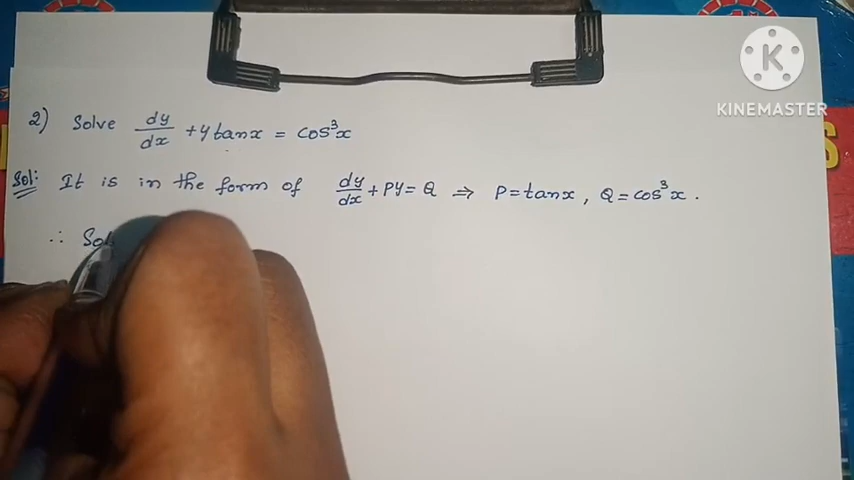 K
KINEMASTER
2) Solve dy/dx + y tanx = cos³x
Sol: It is in the form of dy/dx + Py = Q ⇒ P = tanx, Q = cos³x.
∴ Sol